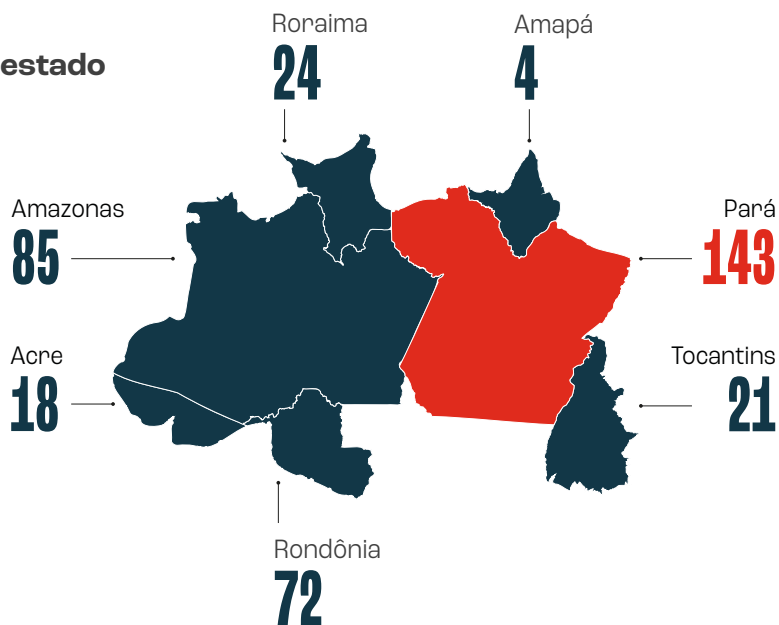 estado
Roraima
24
Amapá
4
Amazonas
85
Pará
143
Acre
18
Tocantins
21
Rondônia
72